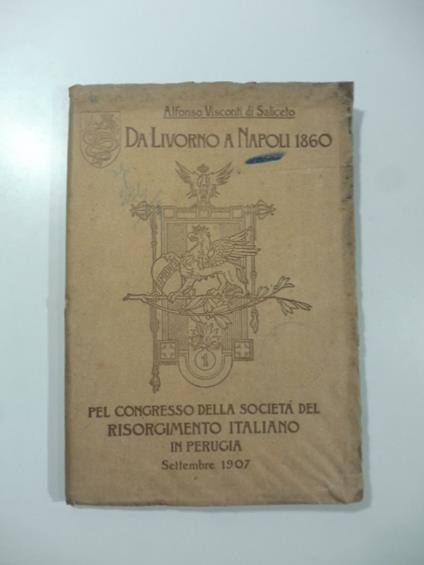 Alfonso Visconti di Saliceto
DA LIVORNO A NAPOLI 1860
1
PEL CONGRESSO DELLA SOCIETÁ DEL
RISORGIMENTO ITALIANO
IN PERUGIA
Settembre 1907